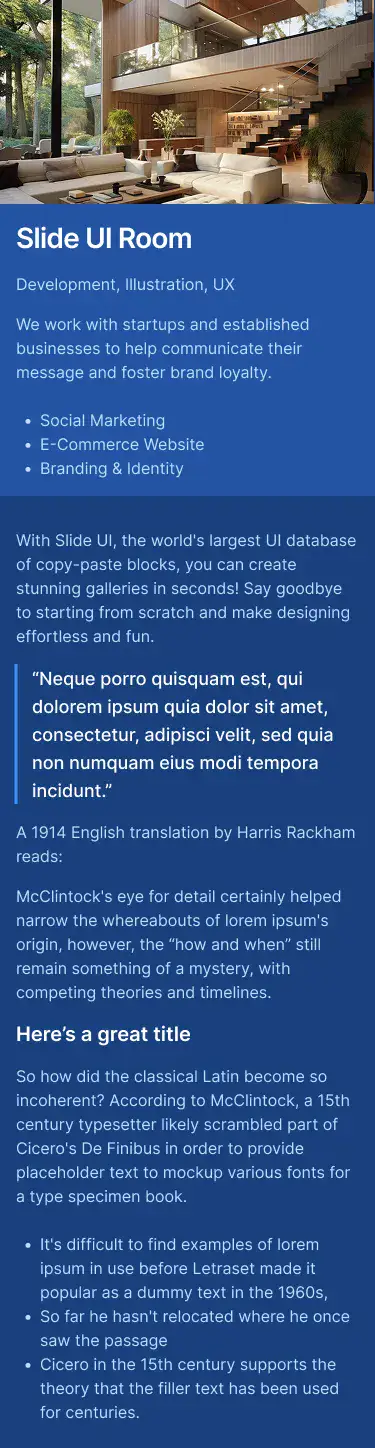 Slide UI Room
Development, Illustration, UX
We work with startups and established
businesses to help communicate their
message and foster brand loyalty.
• Social Marketing
• E-Commerce Website
• Branding & Identity
With Slide UI, the world's largest UI database
of copy-paste blocks, you can create
stunning galleries in seconds! Say goodbye
to starting from scratch and make designing
effortless and fun.
“Neque porro quisquam est, qui
dolorem ipsum quia dolor sit amet,
consectetur, adipisci velit, sed quia
non numquam eius modi tempora
incidunt.”
A 1914 English translation by Harris Rackham
reads:
McClintock's eye for detail certainly helped
narrow the whereabouts of lorem ipsum's
origin, however, the “how and when” still
remain something of a mystery, with
competing theories and timelines.
Here’s a great title
So how did the classical Latin become so
incoherent? According to McClintock, a 15th
century typesetter likely scrambled part of
Cicero's De Finibus in order to provide
placeholder text to mockup various fonts for
a type specimen book.
• It's difficult to find examples of lorem
ipsum in use before Letraset made it
popular as a dummy text in the 1960s,
• So far he hasn't relocated where he once
saw the passage
• Cicero in the 15th century supports the
theory that the filler text has been used
for centuries.